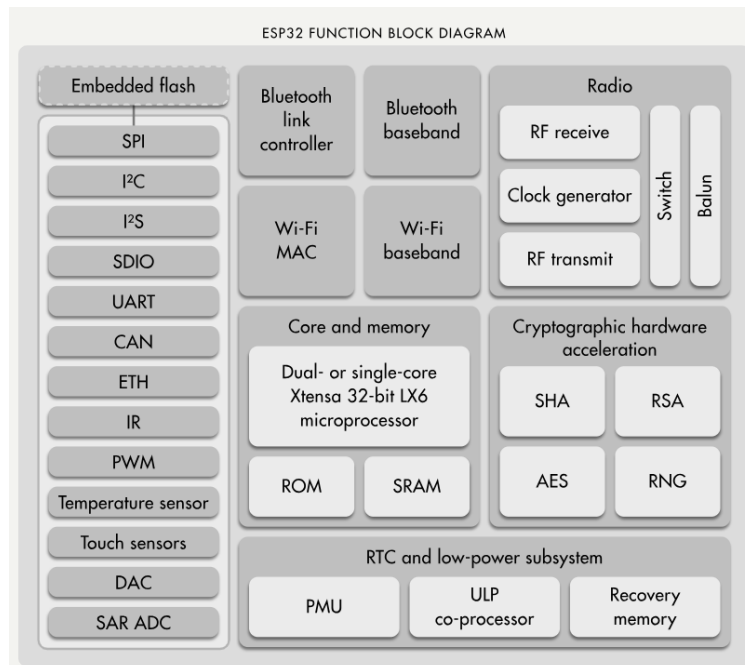 ESP32 FUNCTION BLOCK DIAGRAM
Embedded flash
SPI
I²C
I²S
SDIO
UART
CAN
ETH
IR
PWM
Temperature sensor
Touch sensors
DAC
SAR ADC
Bluetooth
link
controller
Bluetooth
baseband
Wi-Fi
MAC
Wi-Fi
baseband
Radio
RF receive
Clock generator
RF transmit
Switch
Balun
Core and memory
Dual- or single-core
Xtensa 32-bit LX6
microprocessor
ROM
SRAM
Cryptographic hardware
acceleration
SHA
RSA
AES
RNG
RTC and low-power subsystem
PMU
ULP
co-processor
Recovery
memory